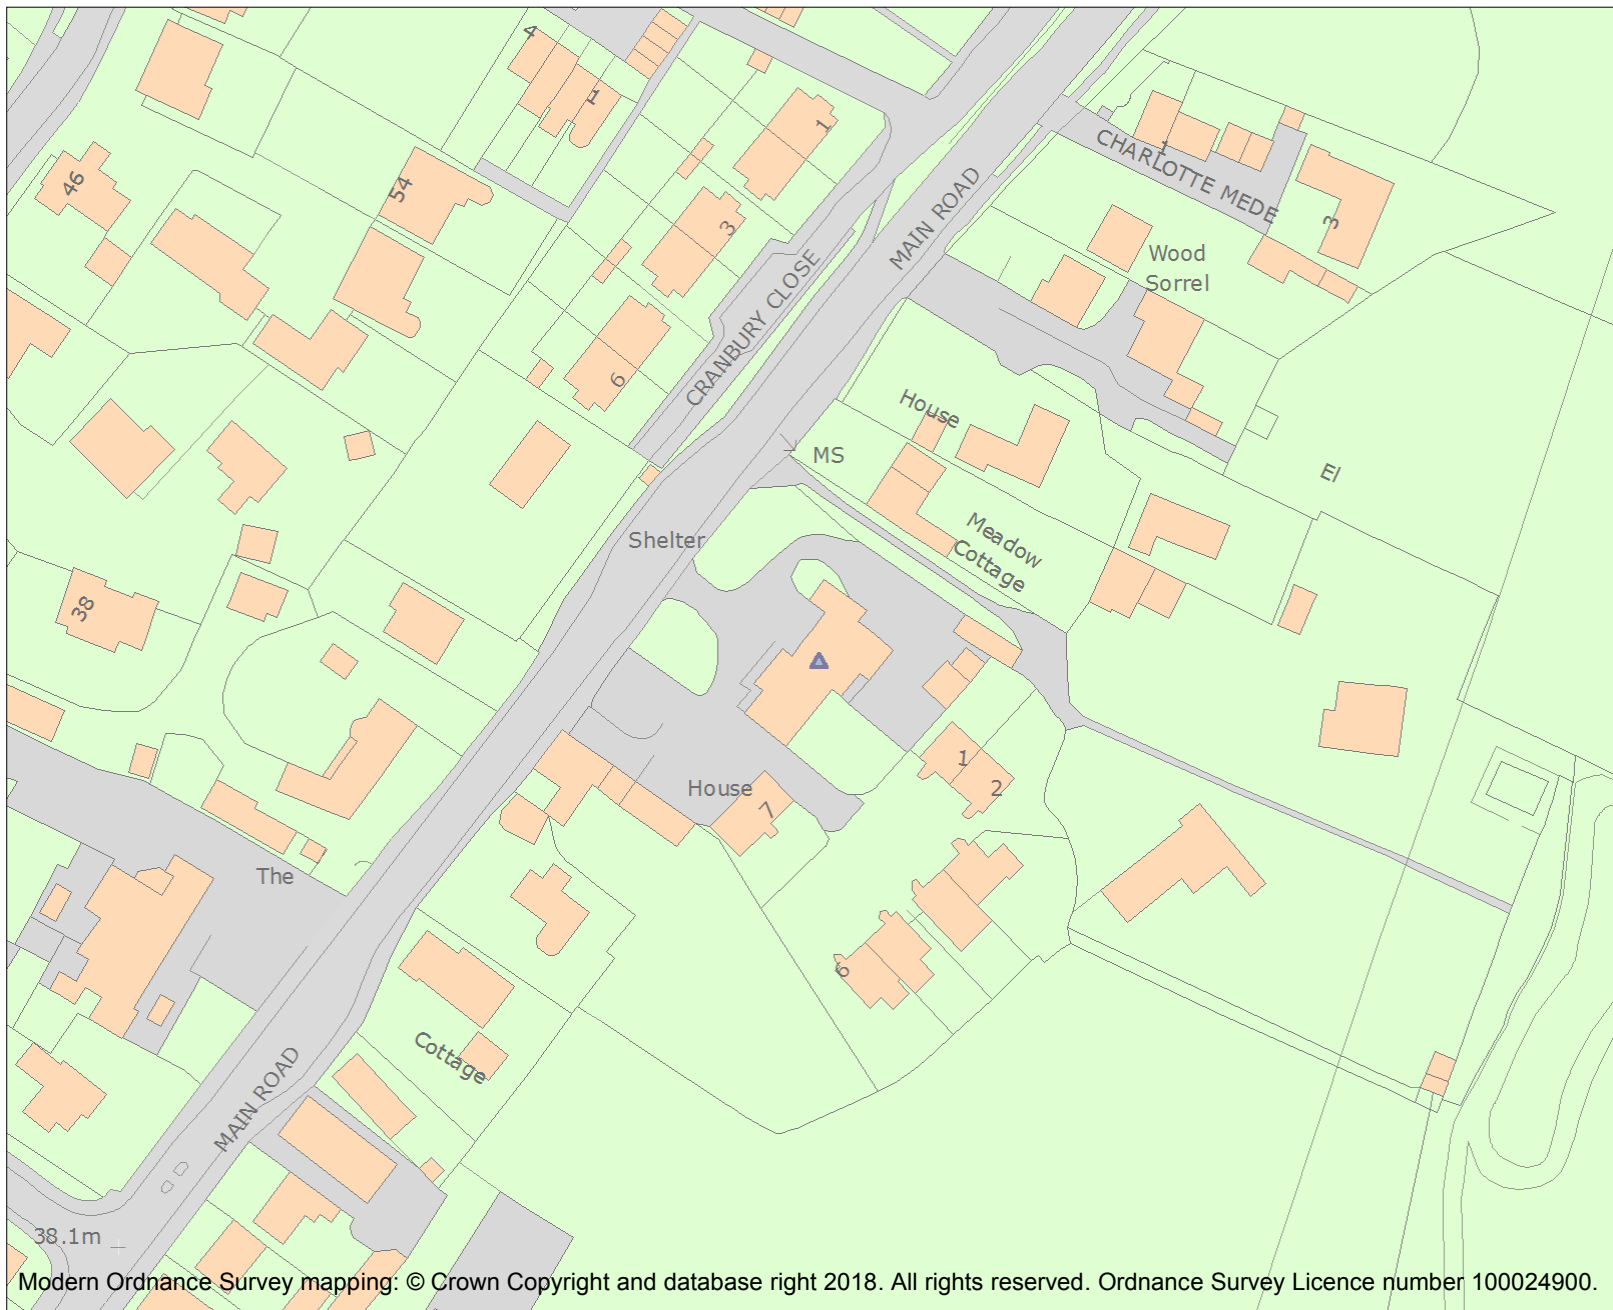 4
1
1
CHARLOTTE MEDE
1
3
46
54
3
MAIN ROAD
Wood
Sorrel
CRANBURY CLOSE
6
House
MS
El
Shelter
Meadow
Cottage
38
1
2
House
7
The
6
Cottage
MAIN ROAD
38.1m
Modern Ordnance Survey mapping: © Crown Copyright and database right 2018. All rights reserved. Ordnance Survey Licence number 100024900.